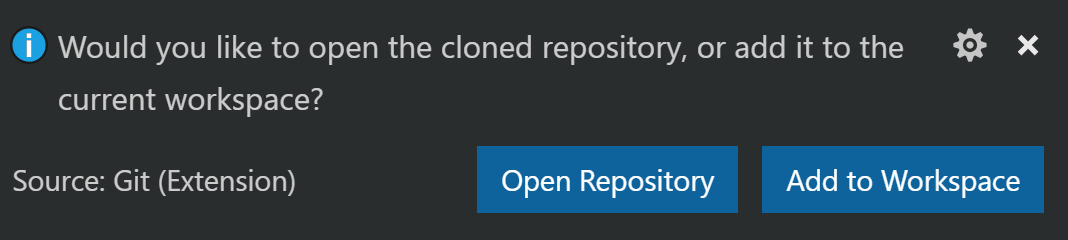 Would you like to open the cloned repository, or add it to the
current workspace?
Source: Git (Extension)
Open Repository
Add to Workspace